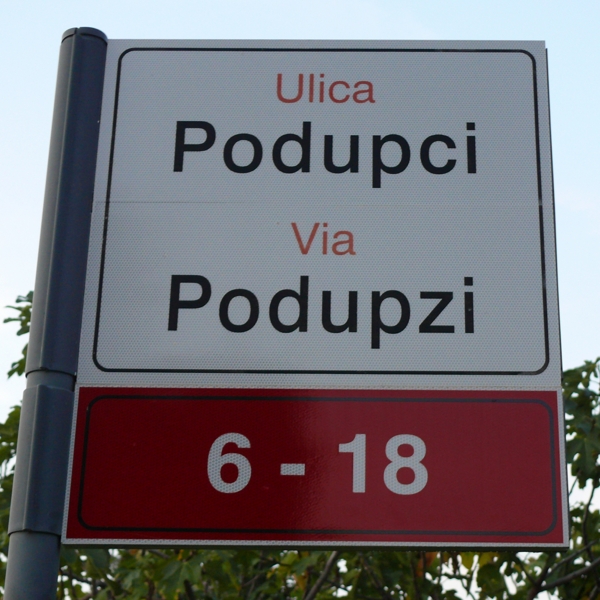 Ulica
Podupci
Via
Podupzi
6 - 18